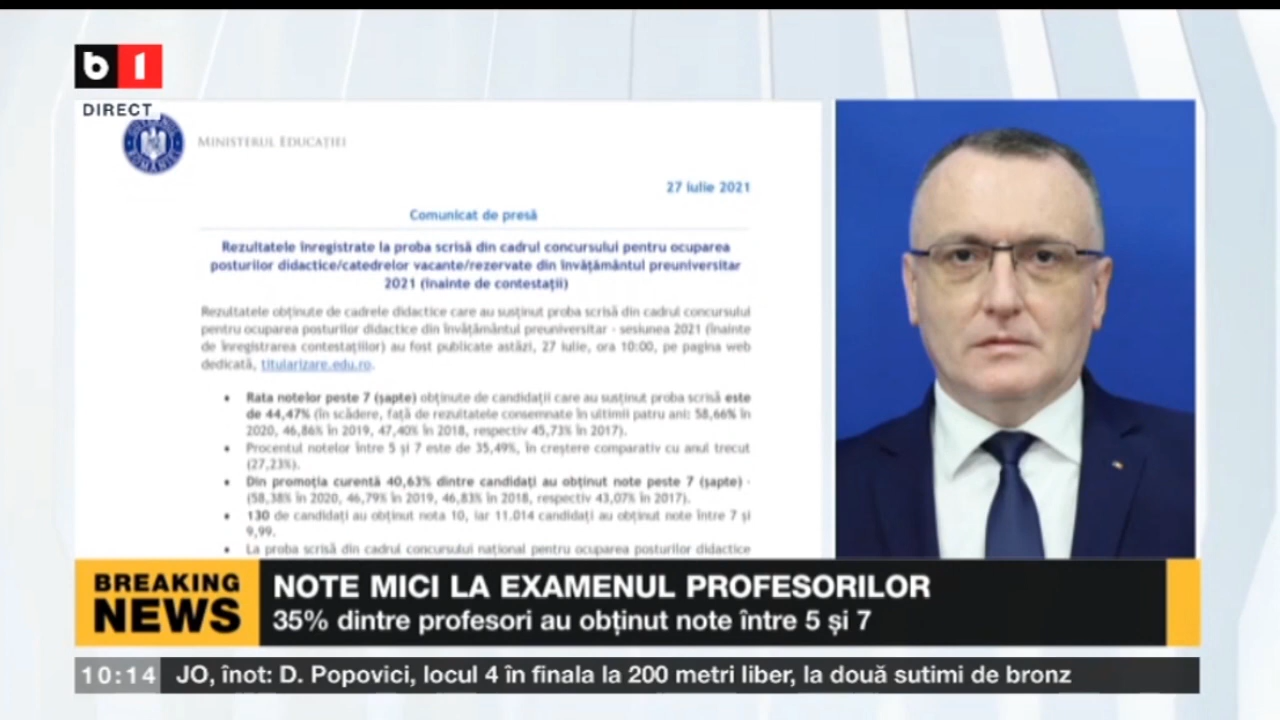 b 1
DIRECT
MINISTERUL EDUCAȚIEI
27 iulie 2021
Comunicat de presă
Rezultatele înregistrate la proba scrisă din cadrul concursului pentru ocuparea
posturilor didactice/catedrelor vacante/rezervate din învățământul preuniversitar
2021 (înainte de contestații)
Rezultatele obținute de cadrele didactice care au susținut proba scrisă din cadrul concursului
pentru ocuparea posturilor didactice din învățământul preuniversitar - sesiunea 2021 (înainte
de înregistrarea contestațiilor) au fost publicate astăzi, 27 iulie, ora 10:00, pe pagina web
dedicată, titularizare.edu.ro.
• Rata notelor peste 7 (șapte) obținute de candidații care au susținut proba scrisă este
de 44,47% (în scădere, față de rezultatele consemnate în ultimii patru ani: 58,66% în
2020, 46,86% în 2019, 47,40% în 2018, respectiv 45,73% în 2017).
• Procentul notelor între 5 și 7 este de 35,49%, în creștere comparativ cu anul trecut
(27,23%).
• Din promoția curentă 40,63% dintre candidați au obținut note peste 7 (șapte) -
(58,38% în 2020, 46,79% în 2019, 46,83% în 2018, respectiv 43,07% în 2017).
• 130 de candidați au obținut nota 10, iar 11.014 candidați au obținut note între 7 și
9,99.
• La proba scrisă din cadrul concursului național pentru ocuparea posturilor didactice
BREAKING
NEWS
NOTE MICI LA EXAMENUL PROFESORILOR
35% dintre profesori au obținut note între 5 și 7
10:14 JO, înot: D. Popovici, locul 4 în finala la 200 metri liber, la două sutimi de bronz